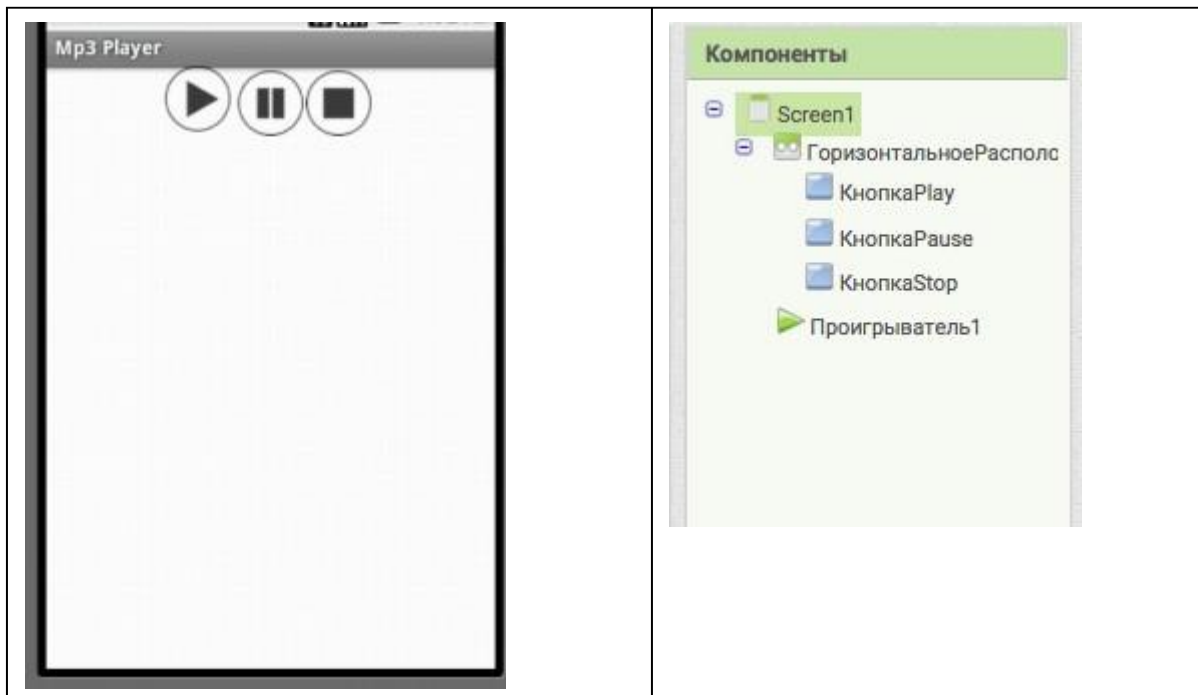 Mp3 Player
Компоненты
Screen1
ГоризонтальноеРасполо
КнопкаPlay
КнопкаPause
КнопкаStop
Проигрыватель1